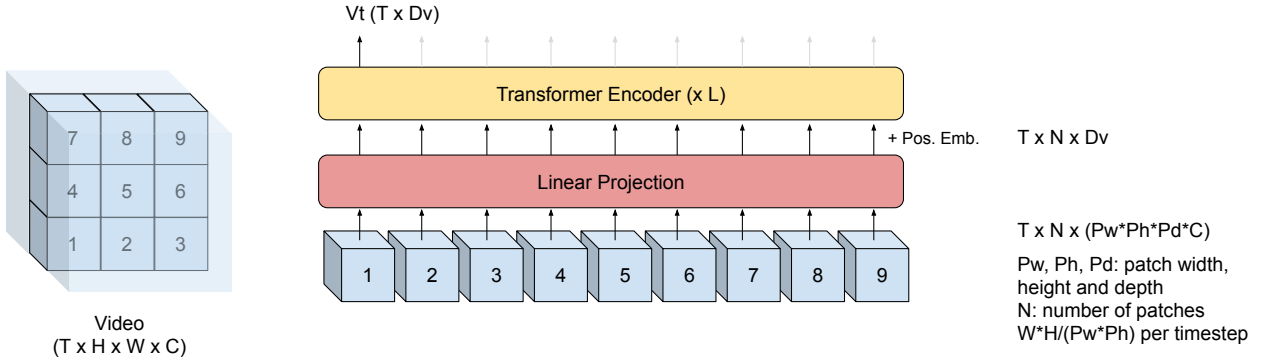 Vt (T x Dv)
Transformer Encoder (x L)
+ Pos. Emb.
T x N x Dv
Linear Projection
7 8 9
4 5 6
1 2 3
1 2 3 4 5 6 7 8 9
Video
(T x H x W x C)
T x N x (Pw*Ph*Pd*C)
Pw, Ph, Pd: patch width,
height and depth
N: number of patches
W*H/(Pw*Ph) per timestep